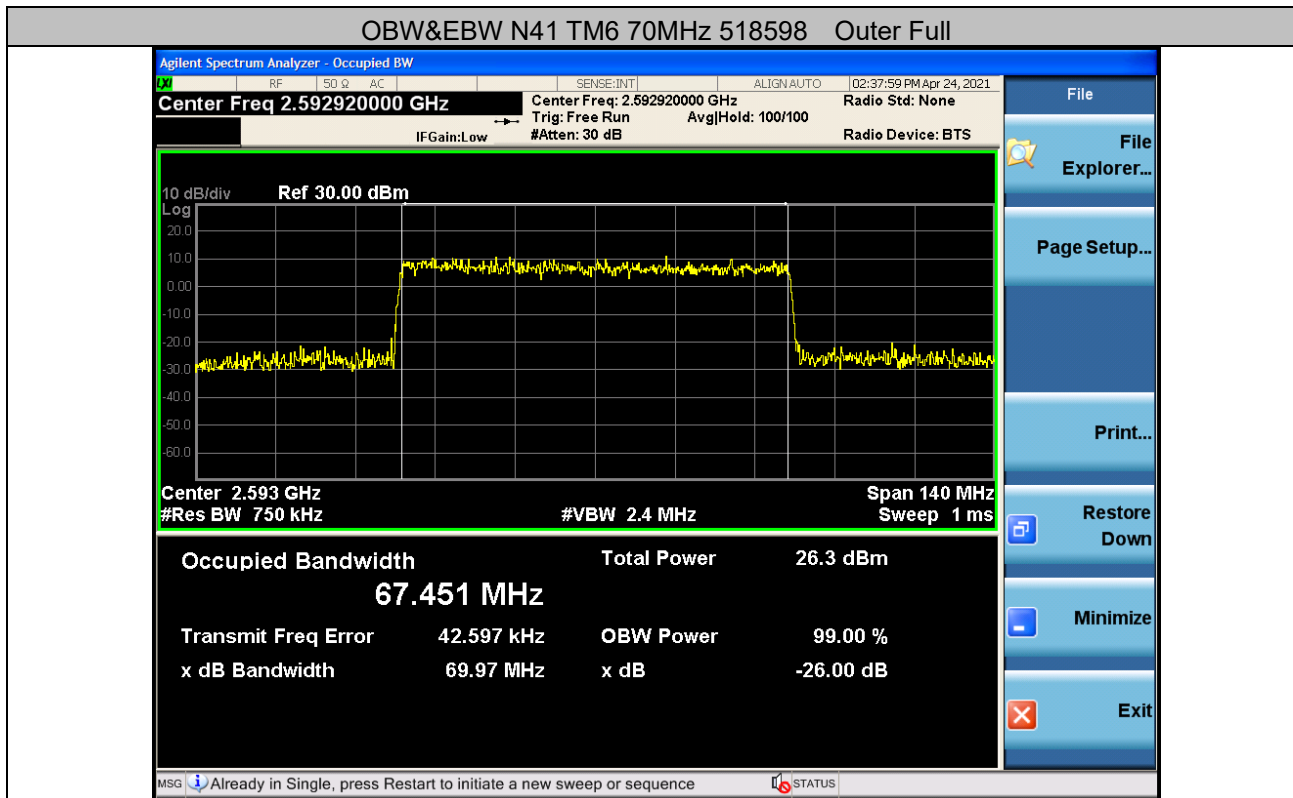 OBW&EBW N41 TM6 70MHz 518598 Outer Full
Agilent Spectrum Analyzer - Occupied BW
LXI RF 50 Ω AC SENSE:INT ALIGN AUTO 02:37:59 PM Apr 24, 2021
Center Freq 2.592920000 GHz
Center Freq: 2.592920000 GHz
Radio Std: None
Trig: Free Run Avg|Hold: 100/100
IFGain:Low #Atten: 30 dB Radio Device: BTS
10 dB/div Ref 30.00 dBm
Log
20.0
10.0
0.00
-10.0
-20.0
-30.0
-40.0
-50.0
-60.0
Center 2.593 GHz Span 140 MHz
#Res BW 750 kHz #VBW 2.4 MHz Sweep 1 ms
Occupied Bandwidth Total Power 26.3 dBm
67.451 MHz
Transmit Freq Error 42.597 kHz OBW Power 99.00 %
x dB Bandwidth 69.97 MHz x dB -26.00 dB
MSG Already in Single, press Restart to initiate a new sweep or sequence STATUS
File
File
Explorer...
Page Setup...
Print...
Restore
Down
Minimize
Exit